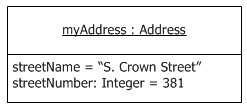 myAddress : Address
streetName = “S. Crown Street”
streetNumber: Integer = 381